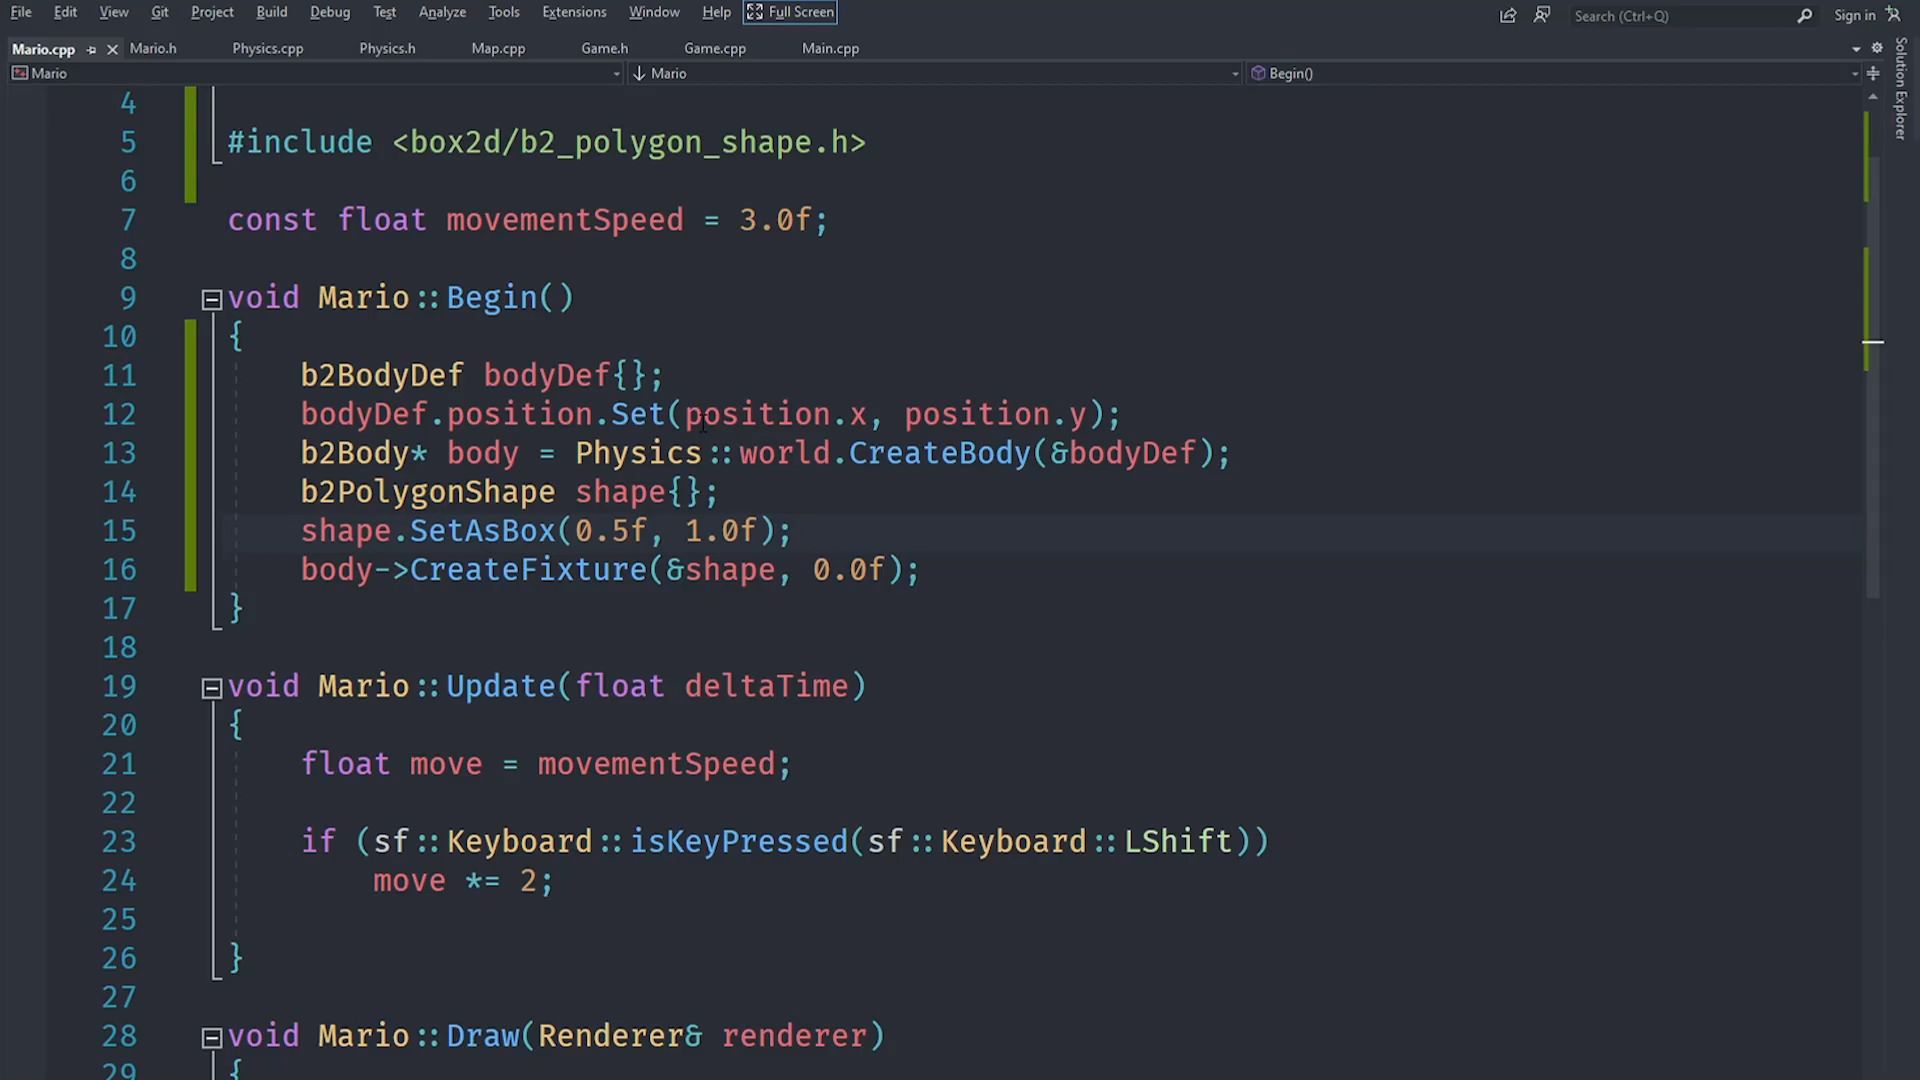 File Edit View Git Project Build Debug Test Analyze Tools Extensions Window Help Full Screen Search (Ctrl+Q) Sign in
Mario.cpp Mario.h Physics.cpp Physics.h Map.cpp Game.h Game.cpp Main.cpp
Mario Mario Begin()
Solution Explorer
4
5 #include <box2d/b2_polygon_shape.h>
6
7 const float movementSpeed = 3.0f;
8
9 void Mario::Begin()
10 {
11 b2BodyDef bodyDef{};
12 bodyDef.position.Set(position.x, position.y);
13 b2Body* body = Physics::world.CreateBody(&bodyDef);
14 b2PolygonShape shape{};
15 shape.SetAsBox(0.5f, 1.0f);
16 body->CreateFixture(&shape, 0.0f);
17 }
18
19 void Mario::Update(float deltaTime)
20 {
21 float move = movementSpeed;
22
23 if (sf::Keyboard::isKeyPressed(sf::Keyboard::LShift))
24 move *= 2;
25
26 }
27
28 void Mario::Draw(Renderer& renderer)
29 {